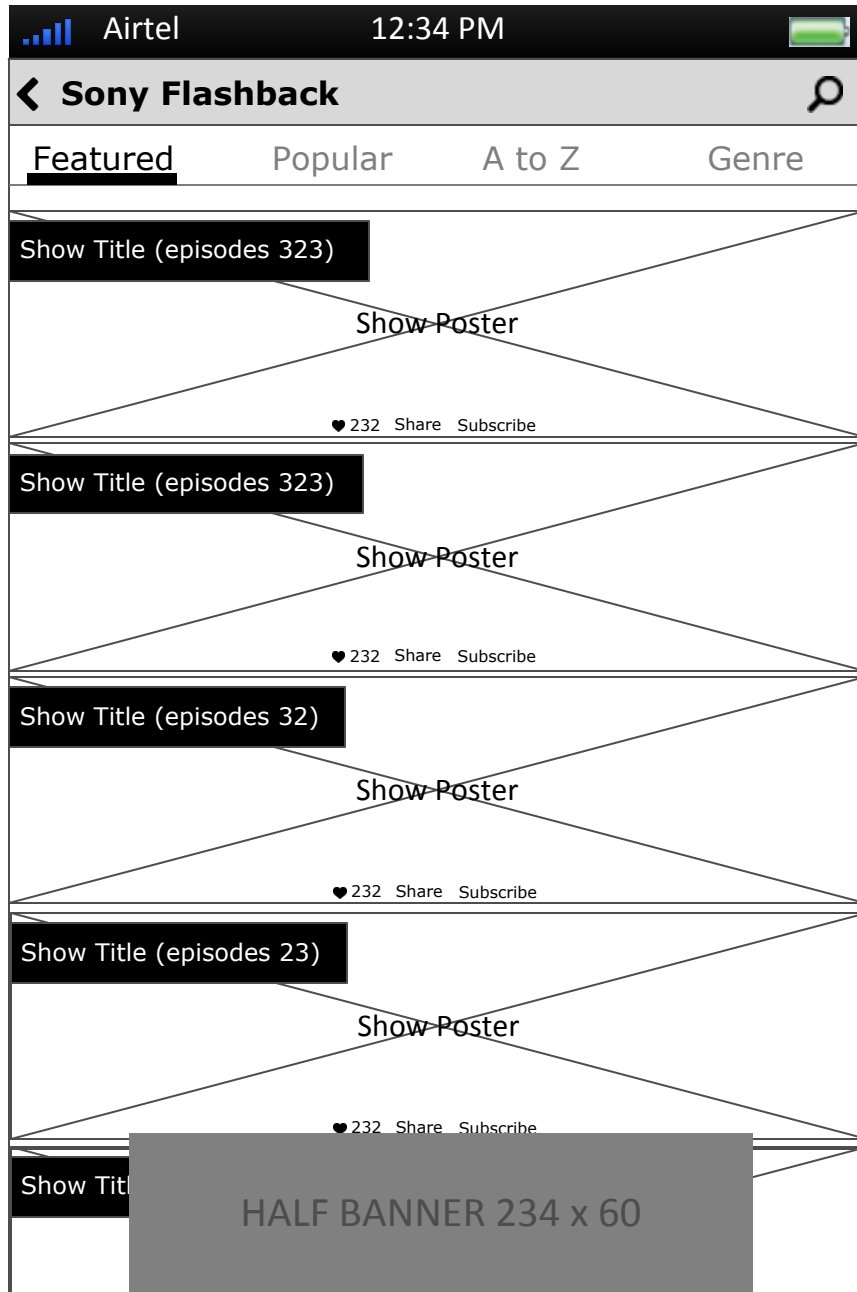 Airtel 12:34 PM
Sony Flashback
Featured Popular A to Z Genre
Show Title (episodes 323)
Show Poster
232 Share Subscribe
Show Title (episodes 323)
Show Poster
232 Share Subscribe
Show Title (episodes 32)
Show Poster
232 Share Subscribe
Show Title (episodes 23)
Show Poster
232 Share Subscribe
Show
HALF BANNER 234 x 60